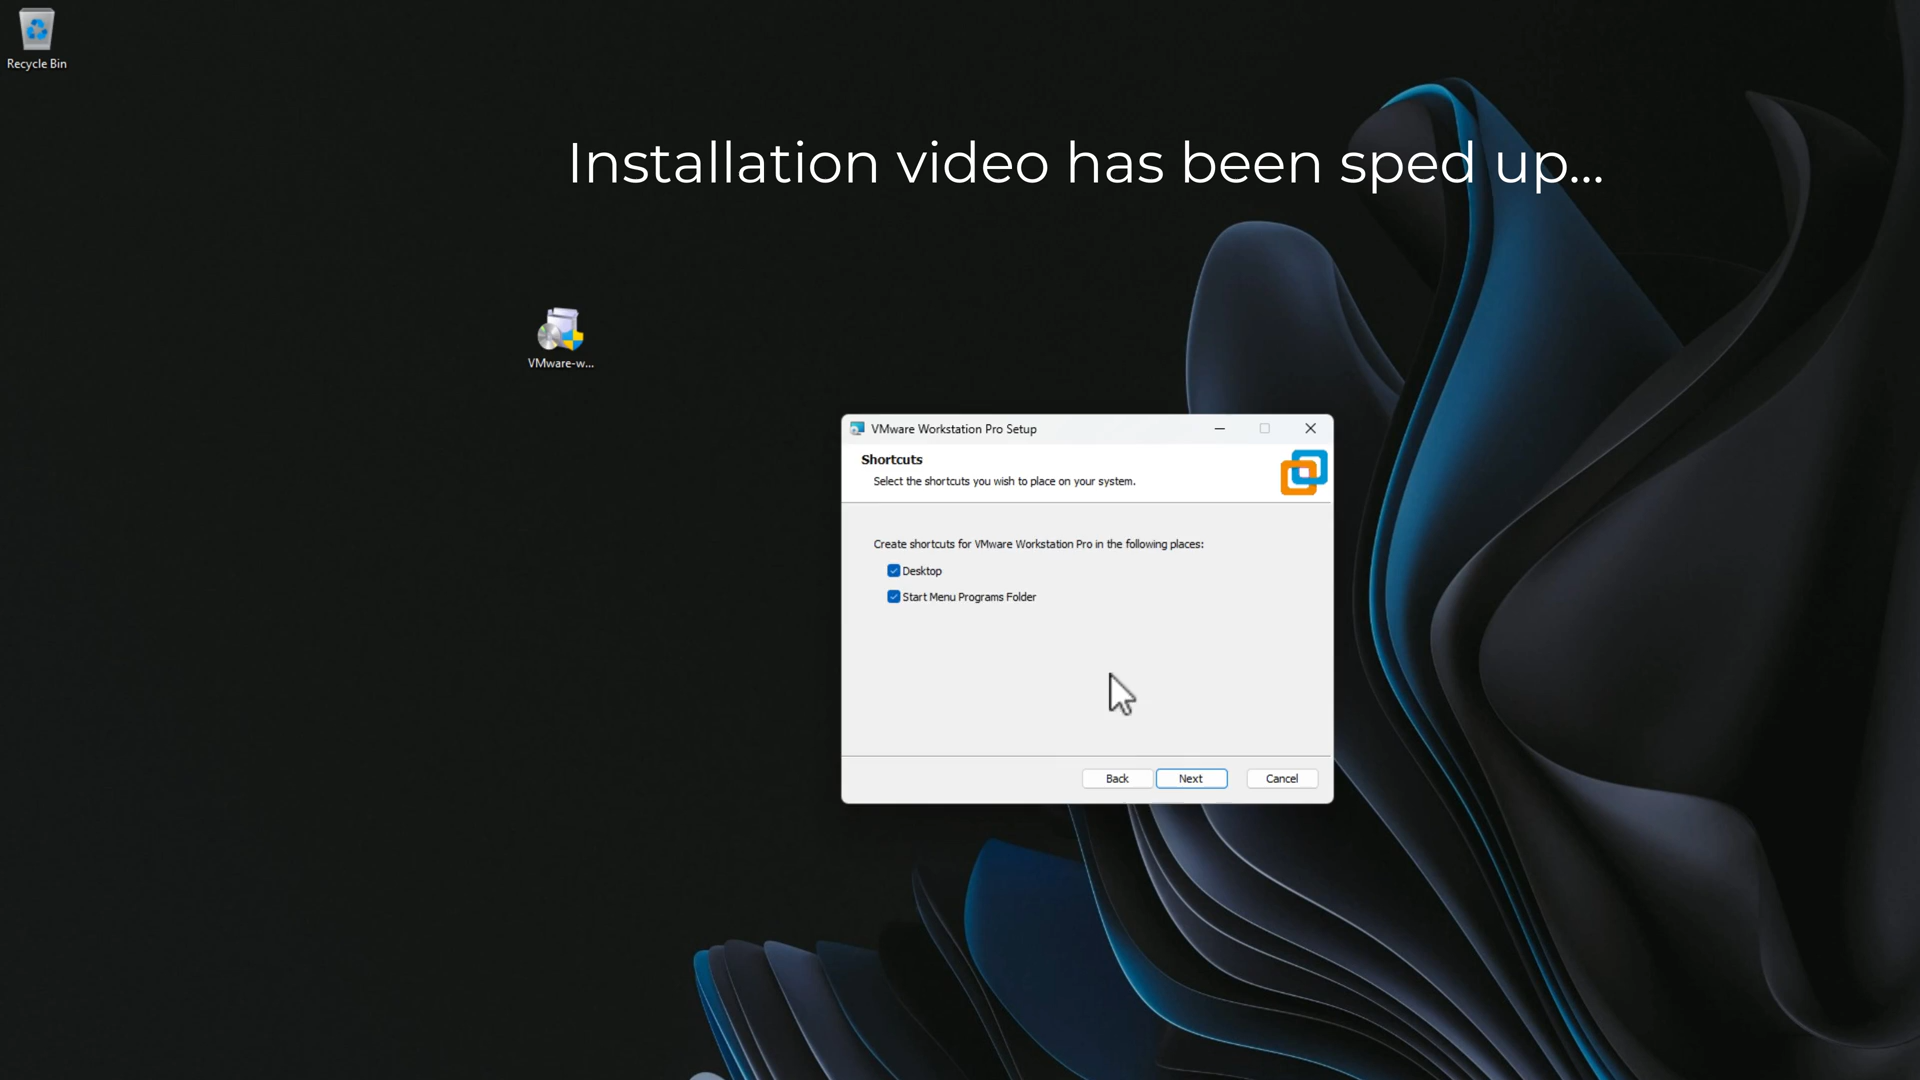 Recycle Bin
Installation video has been sped up...
VMware-w...
VMware Workstation Pro Setup
Shortcuts
Select the shortcuts you wish to place on your system.
Create shortcuts for VMware Workstation Pro in the following places:
Desktop
Start Menu Programs Folder
Back
Next
Cancel